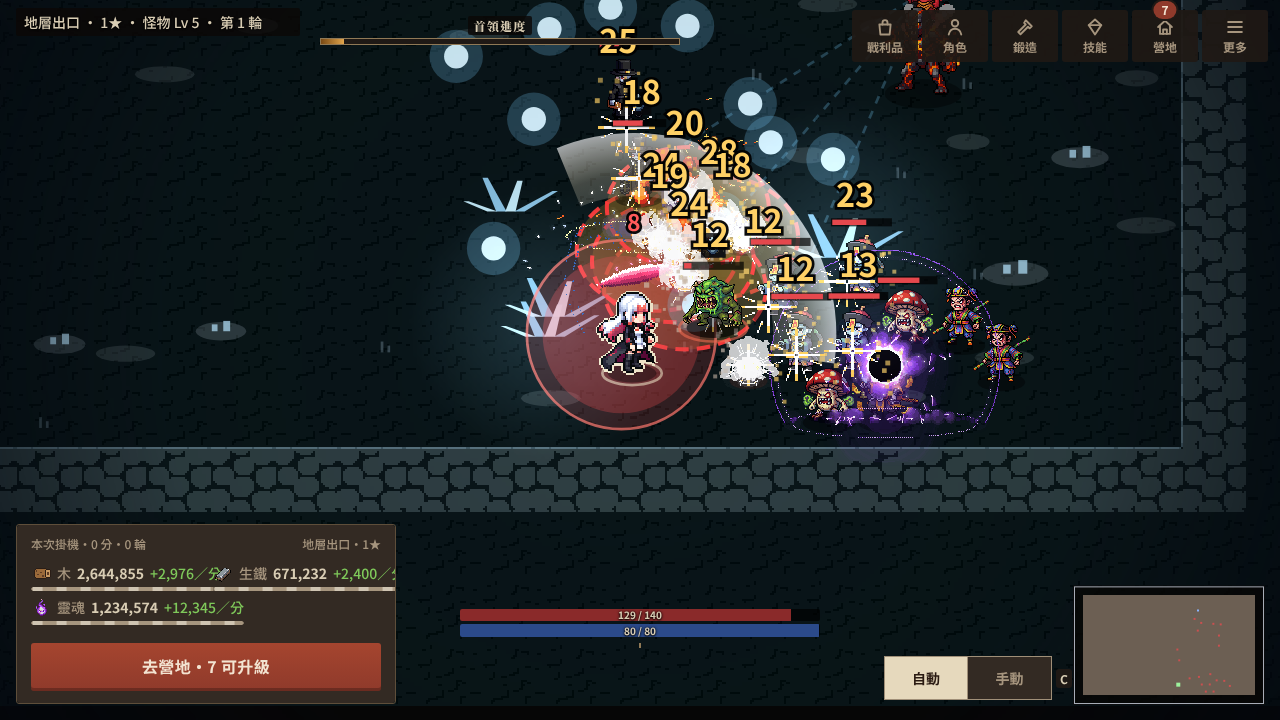 地層出口 · 1★ · 怪物 Lv 5 · 第 1 輪
首領進度
戰利品
角色
鍛造
技能
7
營地
更多
25
18
20
28
18
24
19
24
23
8
12
12
12
13
本次掛機 · 0 分 · 0 輪
地層出口 · 1★
木 2,644,855 +2,976／分
生鐵 671,232 +2,400／分
靈魂 1,234,574 +12,345／分
去營地 · 7 可升級
129 / 140
80 / 80
自動
手動
C